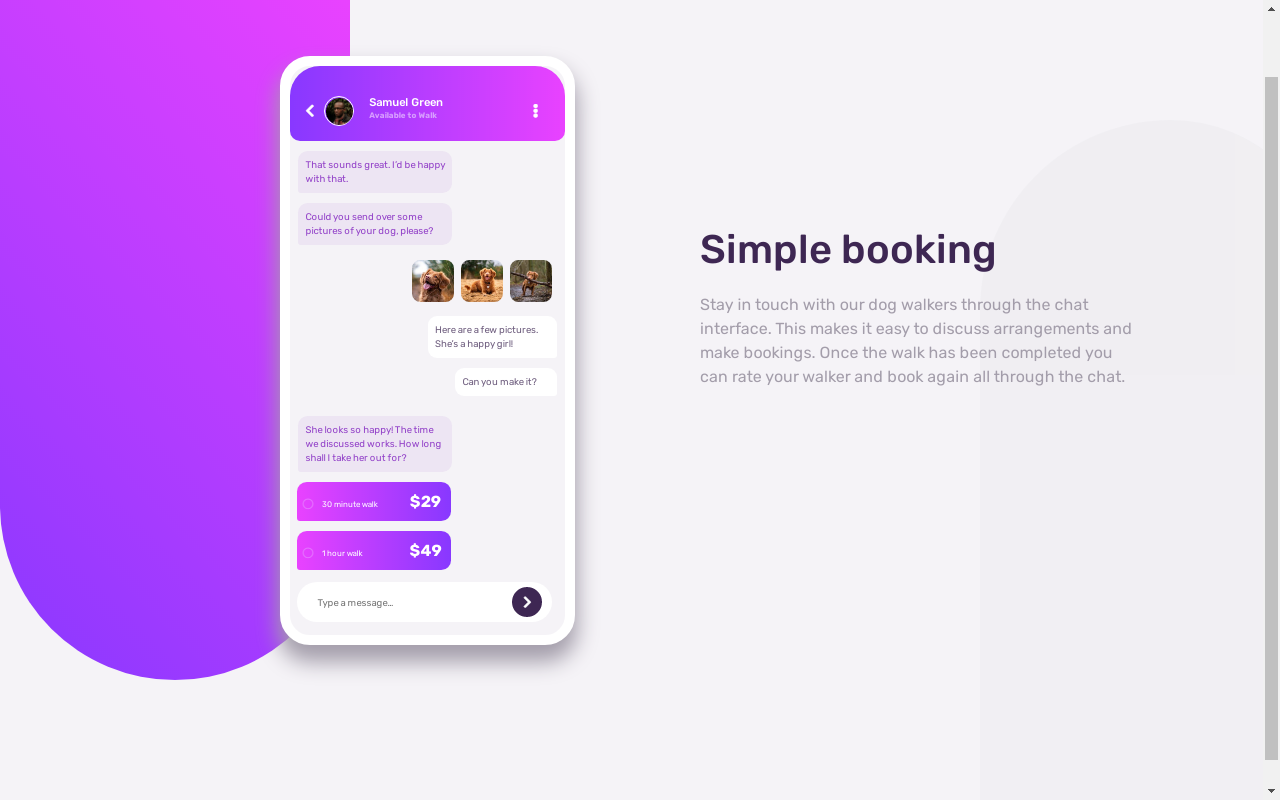 Samuel Green
Available to Walk
That sounds great. I'd be happy
with that.
Could you send over some
pictures of your dog, please?
Here are a few pictures.
She's a happy girl!
Can you make it?
She looks so happy! The time
we discussed works. How long
shall I take her out for?
30 minute walk $29
1 hour walk $49
Type a message…
Simple booking
Stay in touch with our dog walkers through the chat
interface. This makes it easy to discuss arrangements and
make bookings. Once the walk has been completed you
can rate your walker and book again all through the chat.